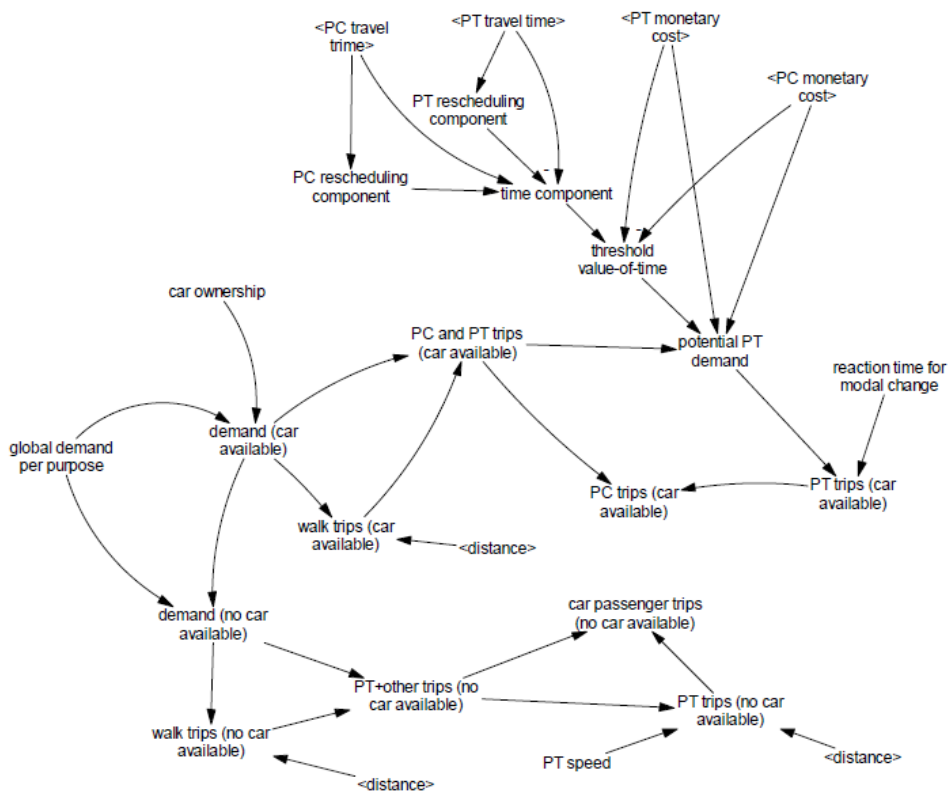 <PC travel
trime>
<PT travel time>
<PT monetary
cost>
<PC monetary
cost>
PT rescheduling
component
PC rescheduling
component
time component
-
-
threshold
value-of-time
car ownership
PC and PT trips
(car available)
potential PT
demand
reaction time for
modal change
demand (car
available)
global demand
per purpose
PC trips (car
available)
PT trips (car
available)
walk trips (car
available)
<distance>
demand (no car
available)
car passenger trips
(no car available)
PT+other trips (no
car available)
PT trips (no car
available)
walk trips (no car
available)
PT speed
<distance>
<distance>